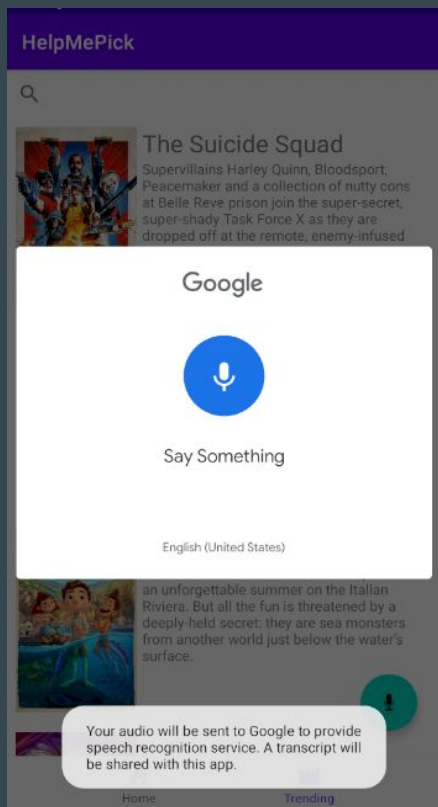 HelpMePick
The Suicide Squad
Supervillains Harley Quinn, Bloodsport,
Peacemaker and a collection of nutty cons
at Belle Reve prison join the super-secret,
super-shady Task Force X as they are
dropped off at the remote, enemy-infused
Google
Say Something
English (United States)
an unforgettable summer on the Italian
Riviera. But all the fun is threatened by a
deeply-held secret: they are sea monsters
from another world just below the water's
surface.
Your audio will be sent to Google to provide
speech recognition service. A transcript will
be shared with this app.
Home
Trending